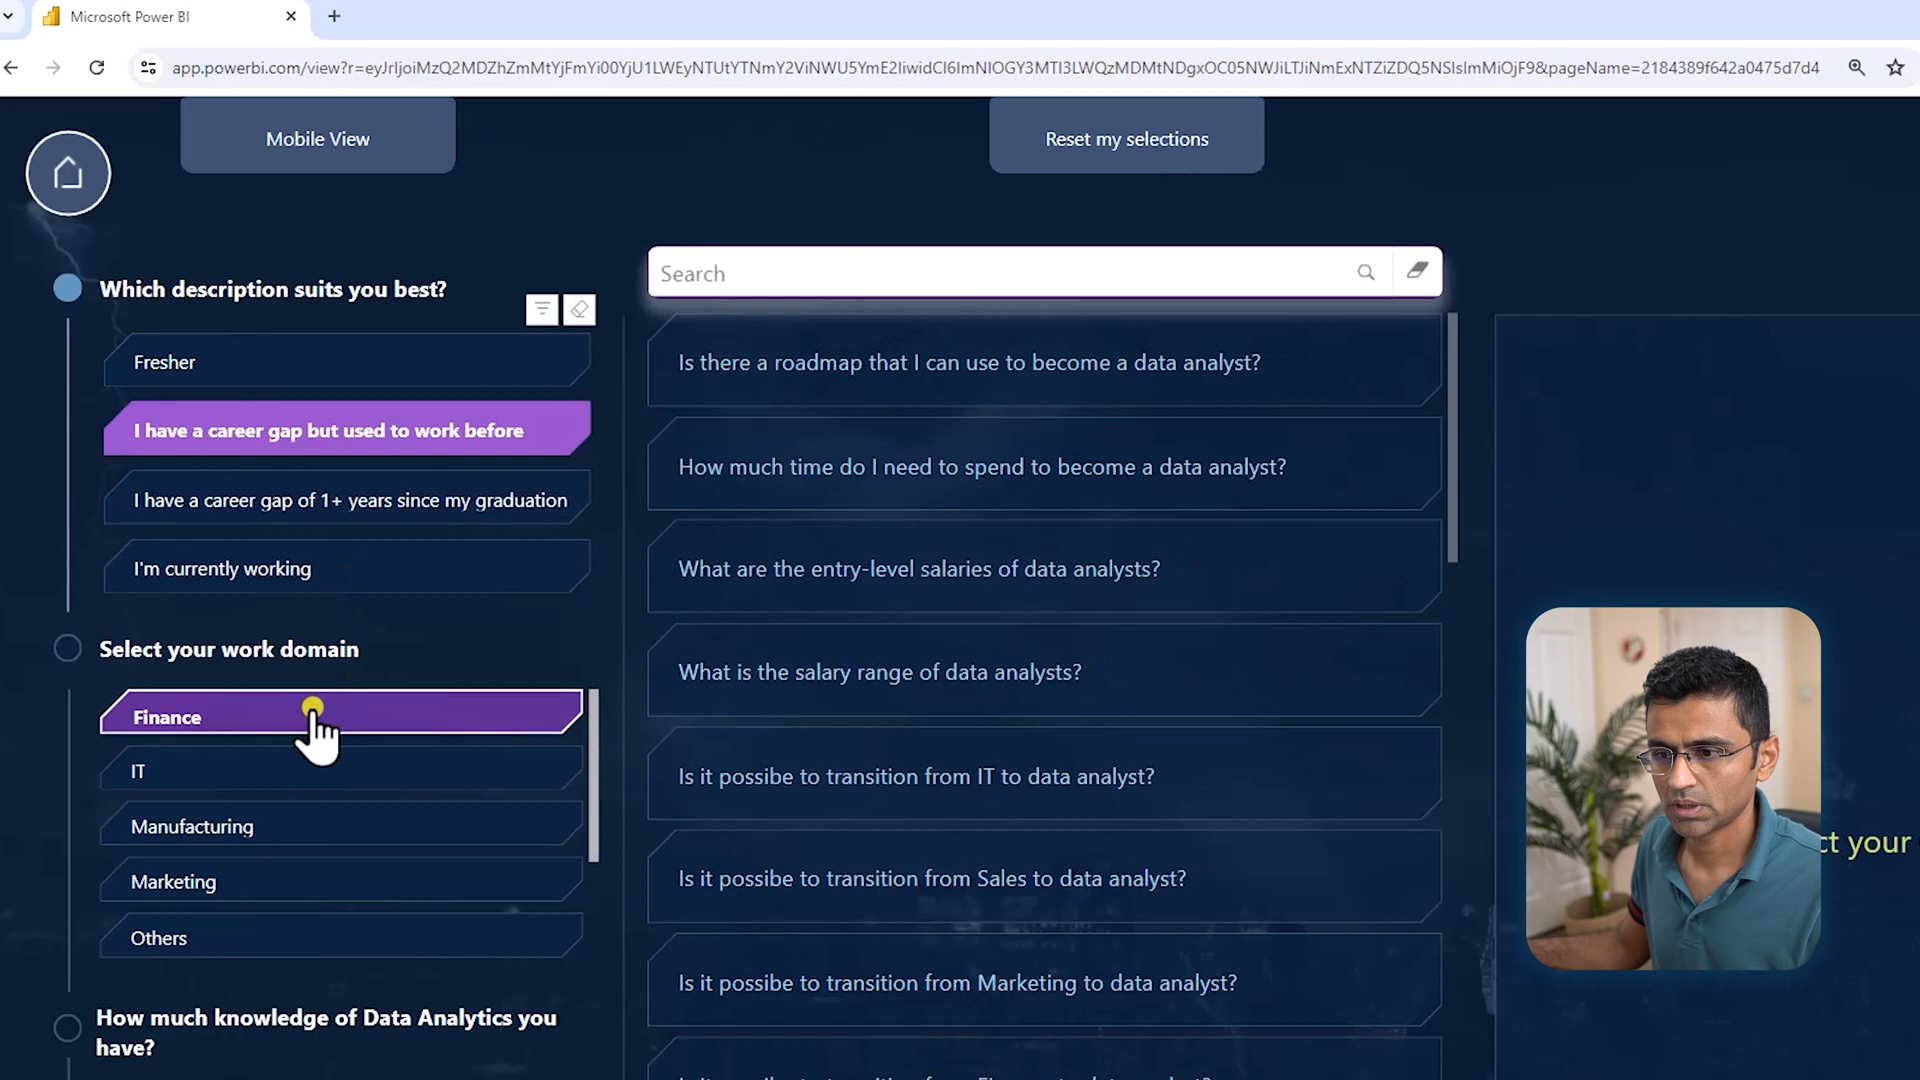 Microsoft Power BI
app.powerbi.com/view?r=eyJrIjoiMzQ2MDZhZmMtYjFmYi00YjU1LWEyNTUtYTNmY2ViNWU5YmE2IiwidCI6ImNlOGY3MTI3LWQzMDMtNDgxOC05NWJiLTJiNmExNTZiZDQ5NSIsImMiOjF9&pageName=2184389f642a0475d7d4
Mobile View
Reset my selections
Which description suits you best?
Fresher
I have a career gap but used to work before
I have a career gap of 1+ years since my graduation
I'm currently working
Select your work domain
Finance
IT
Manufacturing
Marketing
Others
How much knowledge of Data Analytics you
have?
Search
Is there a roadmap that I can use to become a data analyst?
How much time do I need to spend to become a data analyst?
What are the entry-level salaries of data analysts?
What is the salary range of data analysts?
Is it possibe to transition from IT to data analyst?
Is it possibe to transition from Sales to data analyst?
Is it possibe to transition from Marketing to data analyst?
your